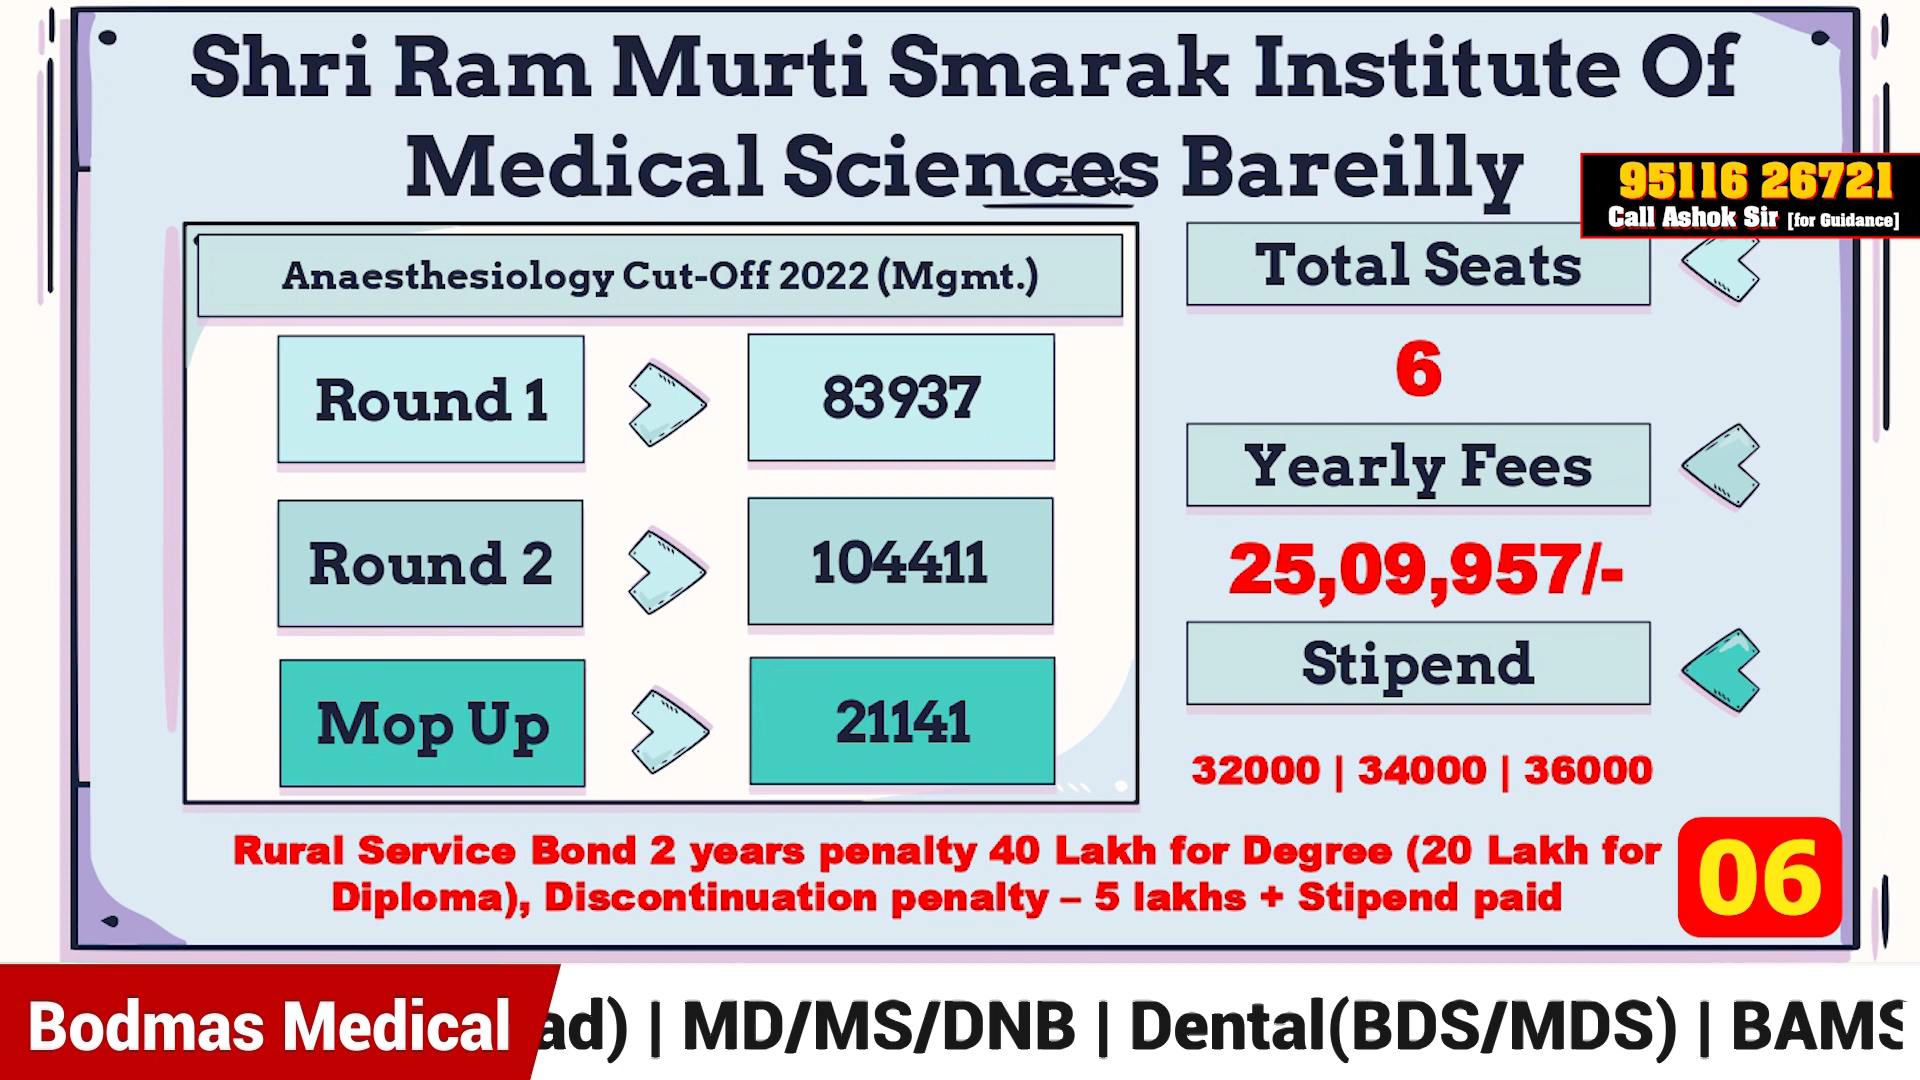 Shri Ram Murti Smarak Institute Of
Medical Sciences Bareilly
95116 26721
Call Ashok Sir [for Guidance]
Anaesthesiology Cut-Off 2022 (Mgmt.)
Round 1
83937
Round 2
104411
Mop Up
21141
Total Seats
6
Yearly Fees
25,09,957/-
Stipend
32000 | 34000 | 36000
Rural Service Bond 2 years penalty 40 Lakh for Degree (20 Lakh for
Diploma), Discontinuation penalty – 5 lakhs + Stipend paid
06
Bodmas Medical
ad) | MD/MS/DNB | Dental(BDS/MDS) | BAMS